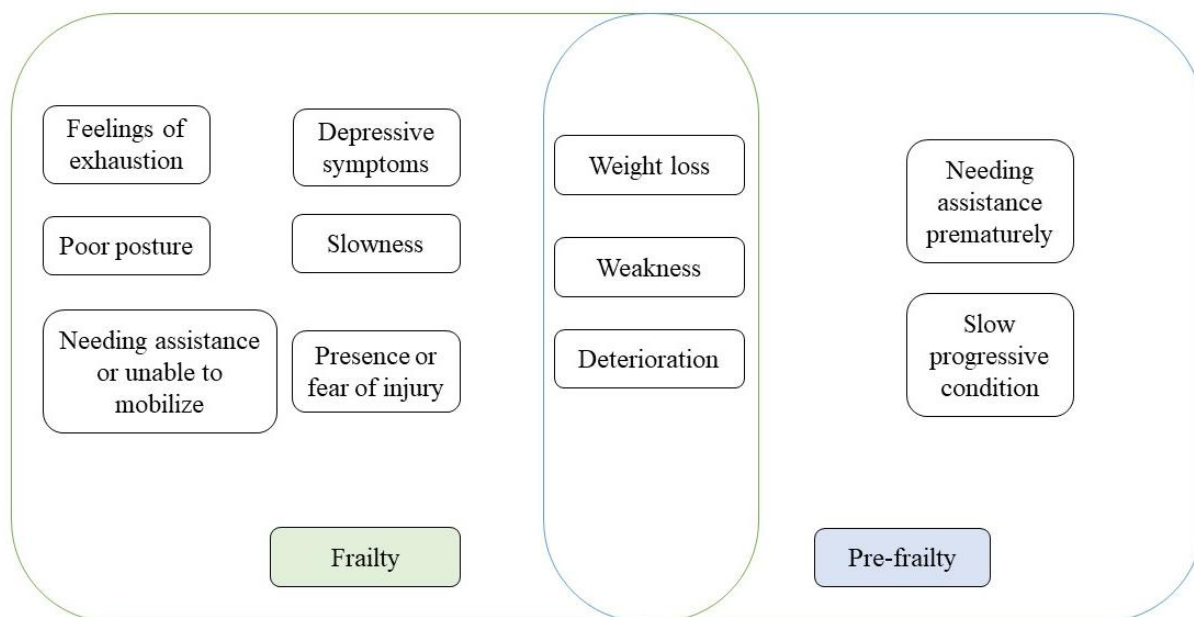 Feelings of
exhaustion
Depressive
symptoms
Poor posture
Slowness
Needing assistance
or unable to
mobilize
Presence or
fear of injury
Weight loss
Weakness
Deterioration
Needing
assistance
prematurely
Slow
progressive
condition
Frailty
Pre-frailty